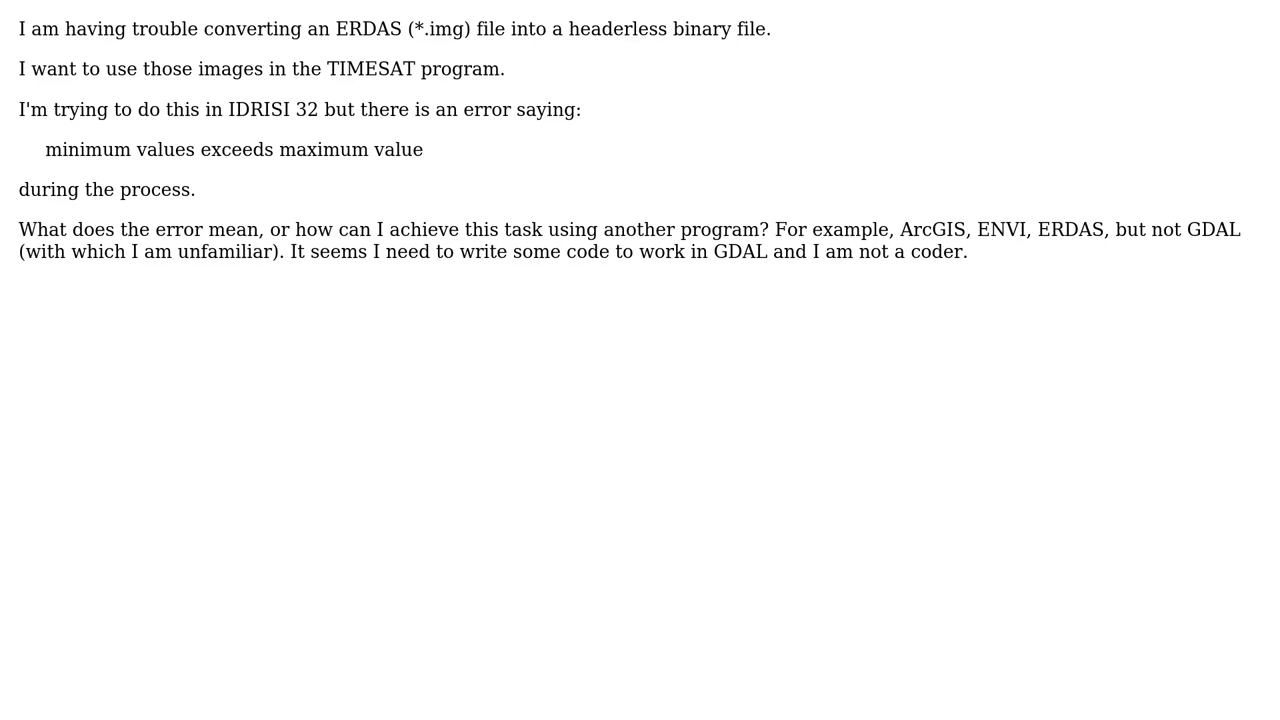 I am having trouble converting an ERDAS (*.img) file into a headerless binary file.
I want to use those images in the TIMESAT program.
I'm trying to do this in IDRISI 32 but there is an error saying:
minimum values exceeds maximum value
during the process.
What does the error mean, or how can I achieve this task using another program? For example, ArcGIS, ENVI, ERDAS, but not GDAL
(with which I am unfamiliar). It seems I need to write some code to work in GDAL and I am not a coder.